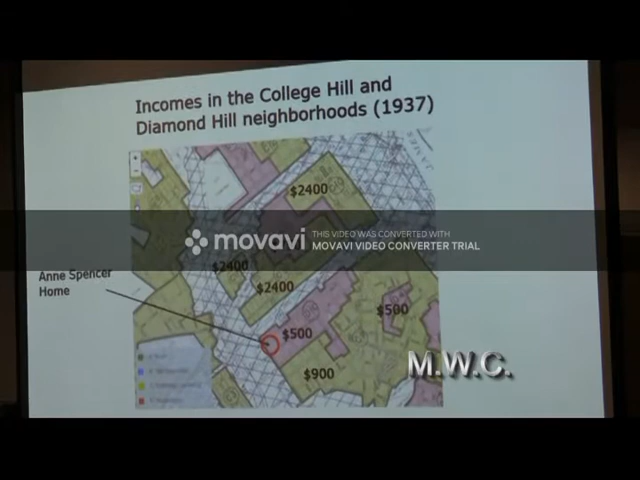 Incomes in the College Hill and
Diamond Hill neighborhoods (1937)
JAMES
$2400
movavi
THIS VIDEO WAS CONVERTED WITH
MOVAVI VIDEO CONVERTER TRIAL
$2400
Anne Spencer
Home
$2400
$500
$500
$900
M.W.C.